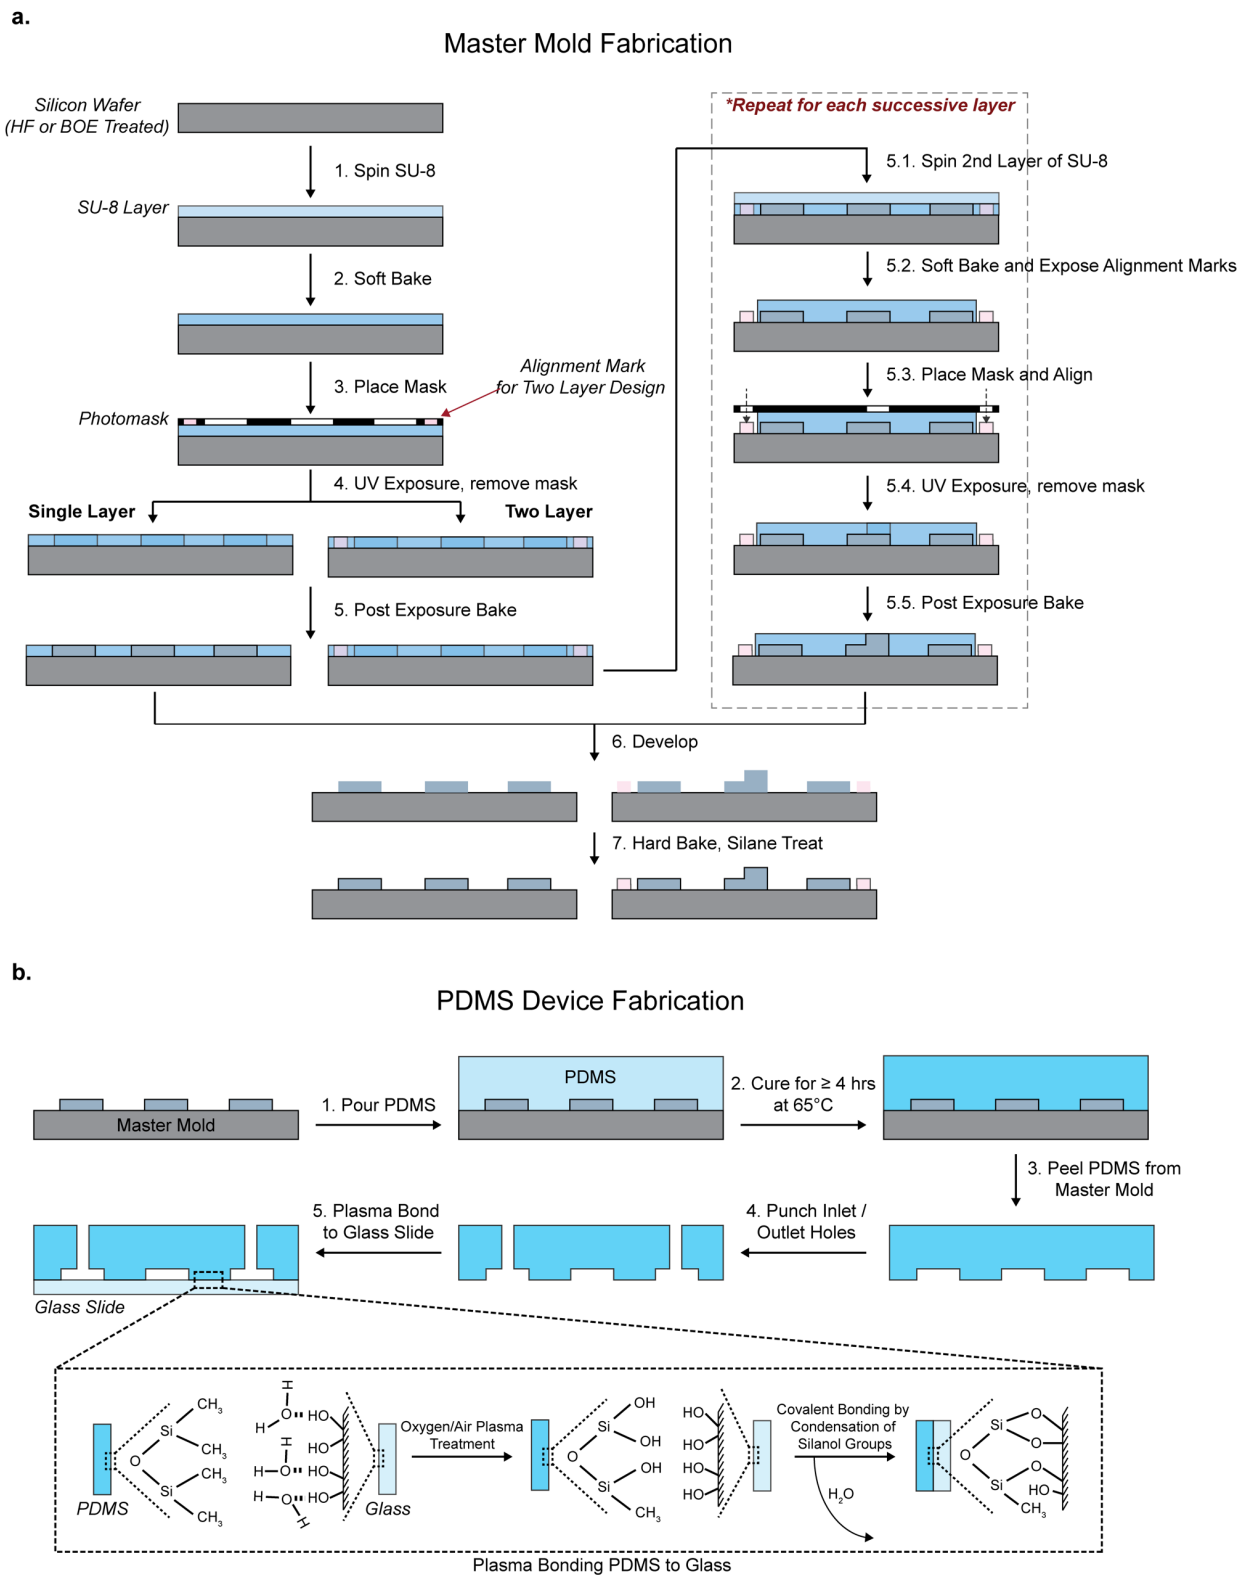 a.
Master Mold Fabrication
Silicon Wafer
(HF or BOE Treated)
1. Spin SU-8
SU-8 Layer
2. Soft Bake
3. Place Mask
Alignment Mark
for Two Layer Design
Photomask
4. UV Exposure, remove mask
Single Layer
Two Layer
5. Post Exposure Bake
*Repeat for each successive layer
5.1. Spin 2nd Layer of SU-8
5.2. Soft Bake and Expose Alignment Marks
5.3. Place Mask and Align
5.4. UV Exposure, remove mask
5.5. Post Exposure Bake
6. Develop
7. Hard Bake, Silane Treat
b.
PDMS Device Fabrication
Master Mold
1. Pour PDMS
PDMS
2. Cure for ≥ 4 hrs
at 65°C
3. Peel PDMS from
Master Mold
4. Punch Inlet /
Outlet Holes
5. Plasma Bond
to Glass Slide
Glass Slide
PDMS
O
Si
CH₃
CH₃
Si
CH₃
CH₃
H
H
O
HO
HO
H
H
O
HO
H
O
H
HO
Glass
Oxygen/Air Plasma
Treatment
O
Si
OH
OH
Si
OH
CH₃
HO
HO
HO
HO
Covalent Bonding by
Condensation of
Silanol Groups
H₂O
O
Si
O
O
Si
O
HO
CH₃
Plasma Bonding PDMS to Glass